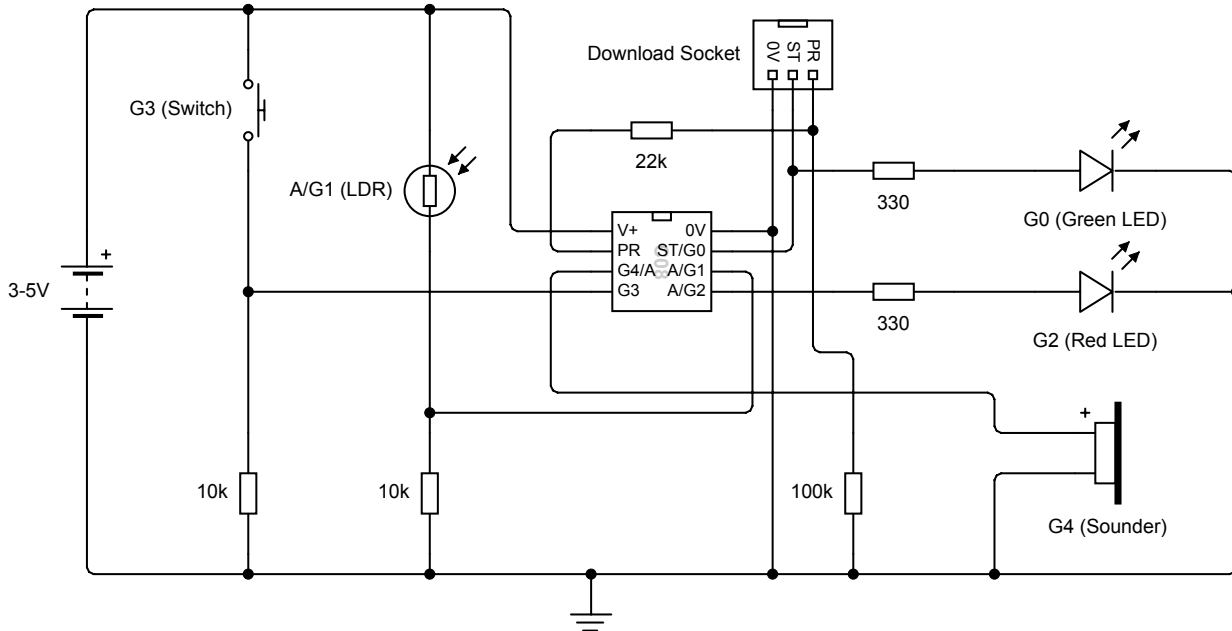 Download Socket
0V
ST
PR
G3 (Switch)
22k
A/G1 (LDR)
330
G0 (Green LED)
V+ 0V
PR ST/G0
G4/A A/G1
G3 A/G2
08
+
3-5V
330
G2 (Red LED)
+
10k
10k
100k
G4 (Sounder)